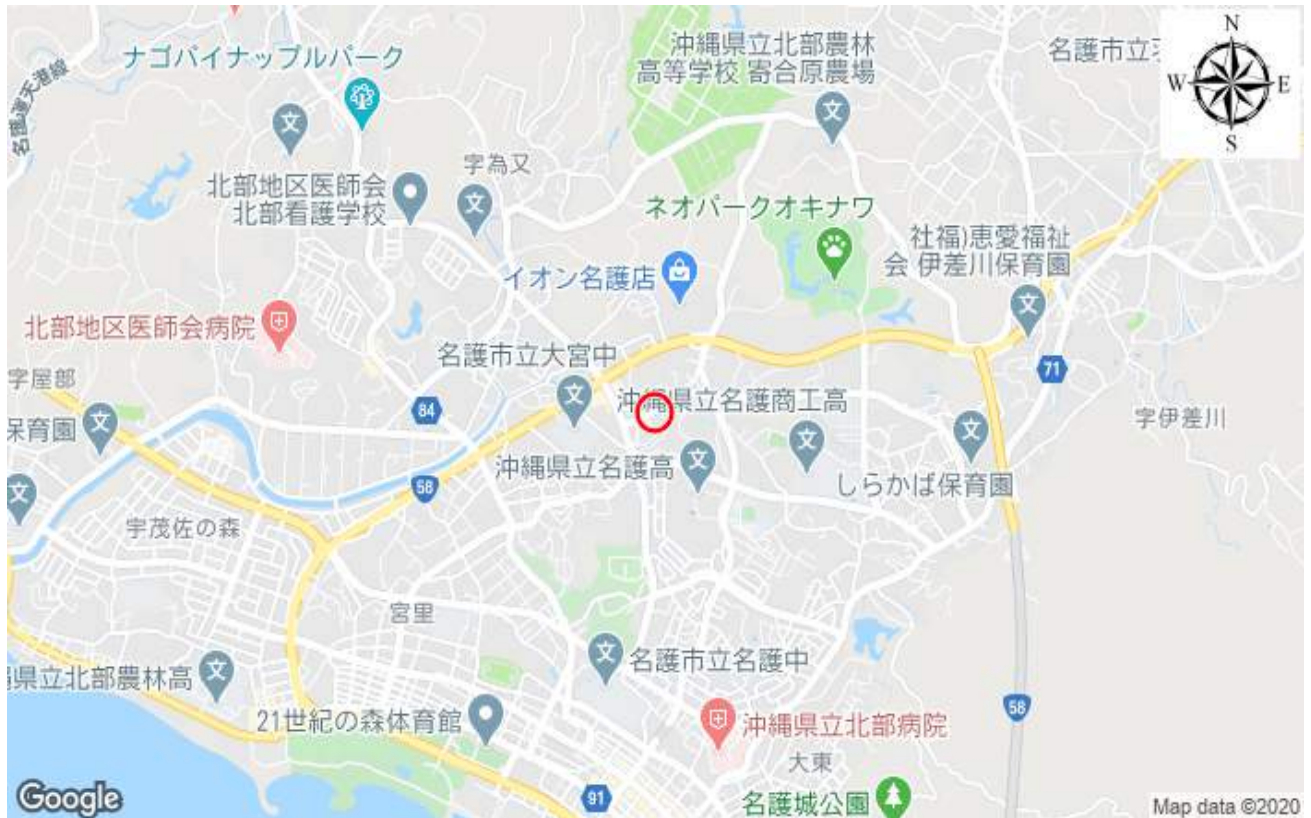 N
W
E
S
ナゴパイナップルパーク
沖縄県立北部農林
高等学校 寄合原農場
名護市立
名護運天港線
字為又
北部地区医師会
北部看護学校
ネオパークオキナワ
社福)恵愛福祉
会 伊差川保育園
イオン名護店
北部地区医師会病院
名護市立大宮中
字屋部
71
84
沖縄県立名護商工高
字伊差川
保育園
沖縄県立名護高
しらかば保育園
58
宇茂佐の森
宮里
名護市立名護中
県立北部農林高
58
21世紀の森体育館
沖縄県立北部病院
大東
91
名護城公園
Google
Map data ©2020